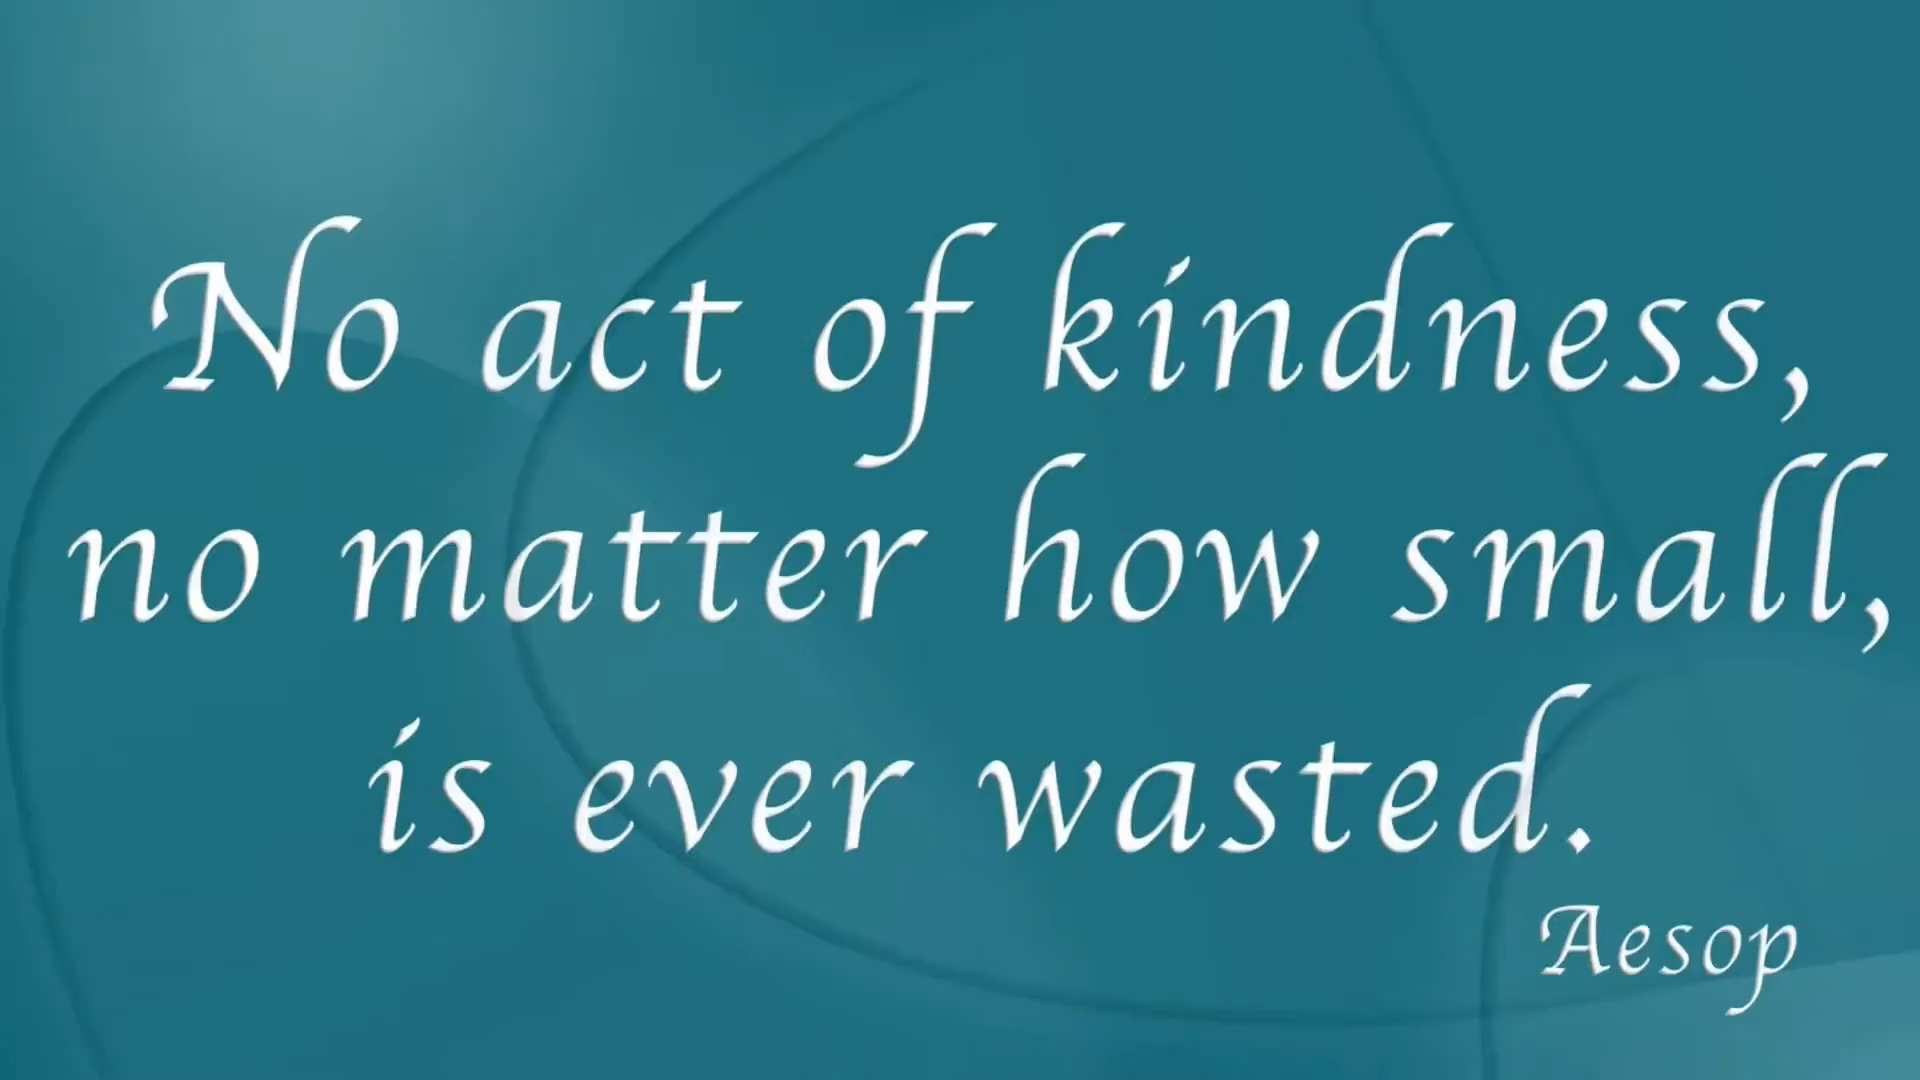 No act of kindness,
no matter how small,
is ever wasted.
Aesop